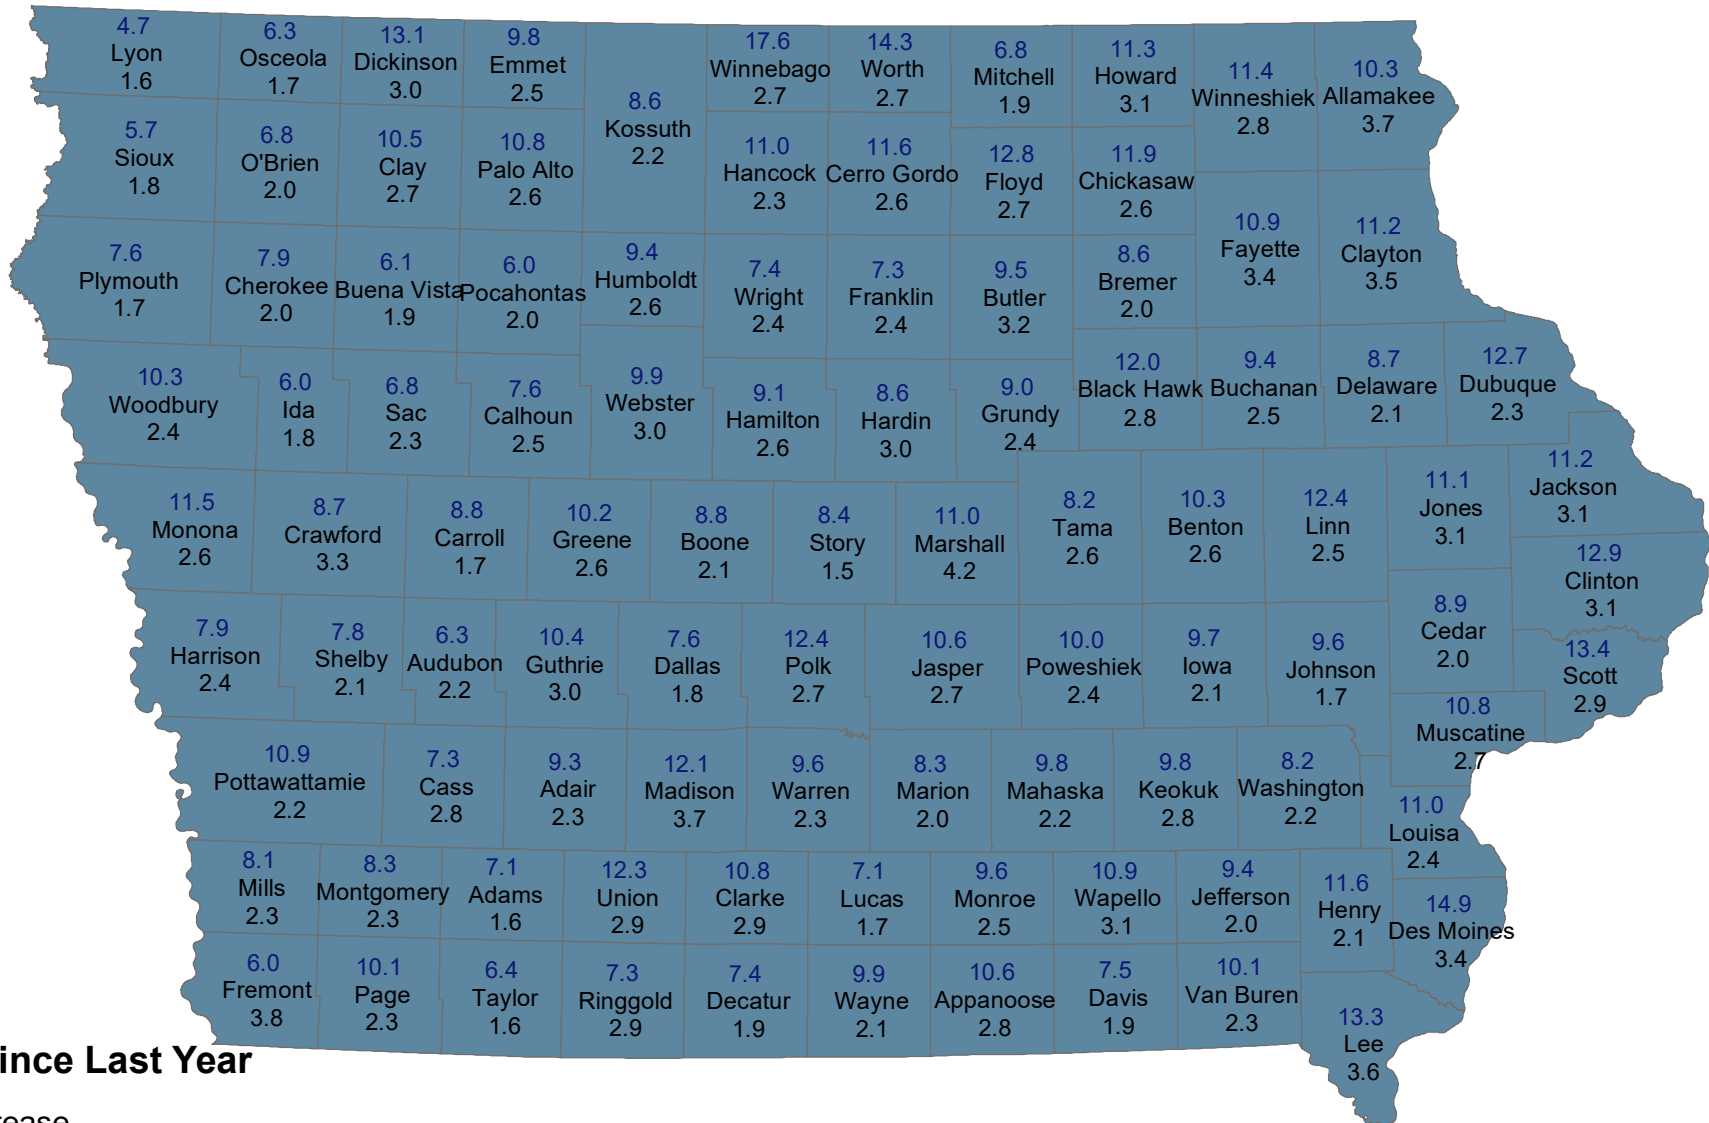 4.7
Lyon
1.6
6.3
Osceola
1.7
13.1
Dickinson
3.0
9.8
Emmet
2.5
8.6
Kossuth
2.2
17.6
Winnebago
2.7
14.3
Worth
2.7
6.8
Mitchell
1.9
11.3
Howard
3.1
11.4
Winneshiek
2.8
10.3
Allamakee
3.7
5.7
Sioux
1.8
6.8
O'Brien
2.0
10.5
Clay
2.7
10.8
Palo Alto
2.6
11.0
Hancock
2.3
11.6
Cerro Gordo
2.6
12.8
Floyd
2.7
11.9
Chickasaw
2.6
10.9
Fayette
3.4
11.2
Clayton
3.5
7.6
Plymouth
1.7
7.9
Cherokee
2.0
6.1
Buena Vista
1.9
6.0
Pocahontas
2.0
9.4
Humboldt
2.6
7.4
Wright
2.4
7.3
Franklin
2.4
9.5
Butler
3.2
8.6
Bremer
2.0
10.3
Woodbury
2.4
6.0
Ida
1.8
6.8
Sac
2.3
7.6
Calhoun
2.5
9.9
Webster
3.0
9.1
Hamilton
2.6
8.6
Hardin
3.0
9.0
Grundy
2.4
12.0
Black Hawk
2.8
9.4
Buchanan
2.5
8.7
Delaware
2.1
12.7
Dubuque
2.3
11.5
Monona
2.6
8.7
Crawford
3.3
8.8
Carroll
1.7
10.2
Greene
2.6
8.8
Boone
2.1
8.4
Story
1.5
11.0
Marshall
4.2
8.2
Tama
2.6
10.3
Benton
2.6
12.4
Linn
2.5
11.1
Jones
3.1
11.2
Jackson
3.1
12.9
Clinton
3.1
7.9
Harrison
2.4
7.8
Shelby
2.1
6.3
Audubon
2.2
10.4
Guthrie
3.0
7.6
Dallas
1.8
12.4
Polk
2.7
10.6
Jasper
2.7
10.0
Poweshiek
2.4
9.7
Iowa
2.1
9.6
Johnson
1.7
8.9
Cedar
2.0
13.4
Scott
2.9
10.8
Muscatine
2.7
10.9
Pottawattamie
2.2
7.3
Cass
2.8
9.3
Adair
2.3
12.1
Madison
3.7
9.6
Warren
2.3
8.3
Marion
2.0
9.8
Mahaska
2.2
9.8
Keokuk
2.8
8.2
Washington
2.2
11.0
Louisa
2.4
8.1
Mills
2.3
8.3
Montgomery
2.3
7.1
Adams
1.6
12.3
Union
2.9
10.8
Clarke
2.9
7.1
Lucas
1.7
9.6
Monroe
2.5
10.9
Wapello
3.1
9.4
Jefferson
2.0
11.6
Henry
2.1
14.9
Des Moines
3.4
6.0
Fremont
3.8
10.1
Page
2.3
6.4
Taylor
1.6
7.3
Ringgold
2.9
7.4
Decatur
1.9
9.9
Wayne
2.1
10.6
Appanoose
2.8
7.5
Davis
1.9
10.1
Van Buren
2.3
13.3
Lee
3.6
ince Last Year